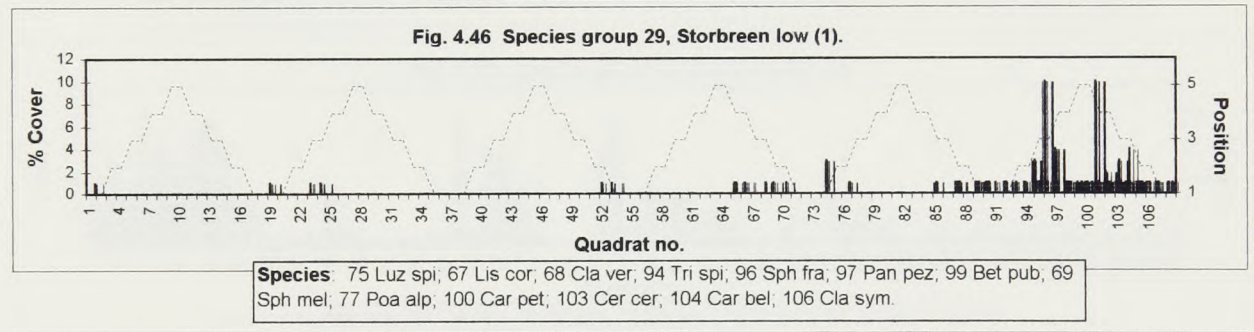 Fig. 4.46 Species group 29, Storbreen low (1).
12
10
8
6
4
2
0
% Cover
5
3
1
Position
1 4 7 10 13 16 19 22 25 28 31 34 37 40 43 46 49 52 55 58 61 64 67 70 73 76 79 82 85 88 91 94 97 100 103 106
Quadrat no.
Species: 75 Luz spi; 67 Lis cor; 68 Cla ver; 94 Tri spi; 96 Sph fra; 97 Pan pez; 99 Bet pub; 69
Sph mel; 77 Poa alp; 100 Car pet; 103 Cer cer; 104 Car bel; 106 Cla sym.